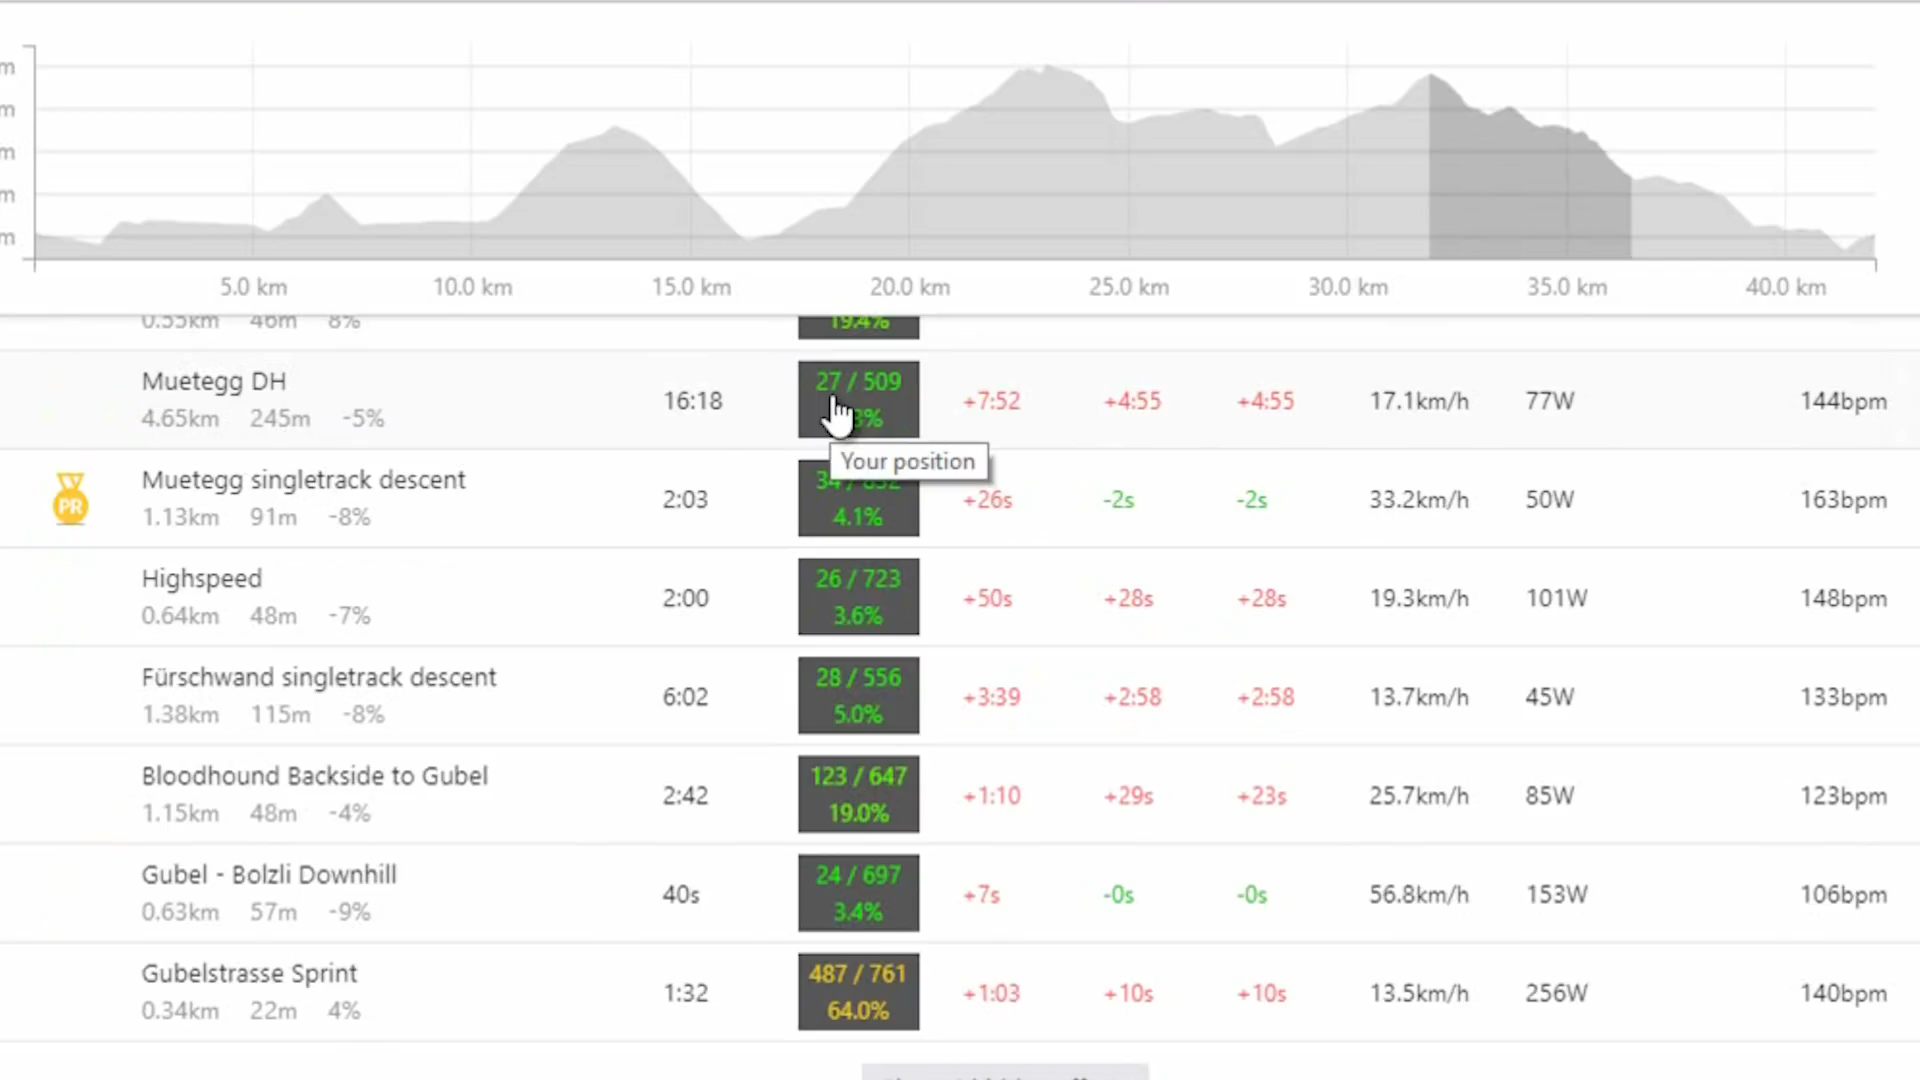 m
m
m
m
m
5.0 km 10.0 km 15.0 km 20.0 km 25.0 km 30.0 km 35.0 km 40.0 km
0.55km 46m 8% 19.4%
Muetegg DH
4.65km 245m -5%
16:18
27 / 509
+7:52 +4:55 +4:55 17.1km/h 77W 144bpm
Your position
PR
Muetegg singletrack descent
1.13km 91m -8%
2:03
4.1%
+26s -2s -2s 33.2km/h 50W 163bpm
Highspeed
0.64km 48m -7%
2:00
26 / 723
3.6%
+50s +28s +28s 19.3km/h 101W 148bpm
Fürschwand singletrack descent
1.38km 115m -8%
6:02
28 / 556
5.0%
+3:39 +2:58 +2:58 13.7km/h 45W 133bpm
Bloodhound Backside to Gubel
1.15km 48m -4%
2:42
123 / 647
19.0%
+1:10 +29s +23s 25.7km/h 85W 123bpm
Gubel - Bolzli Downhill
0.63km 57m -9%
40s
24 / 697
3.4%
+7s -0s -0s 56.8km/h 153W 106bpm
Gubelstrasse Sprint
0.34km 22m 4%
1:32
487 / 761
64.0%
+1:03 +10s +10s 13.5km/h 256W 140bpm